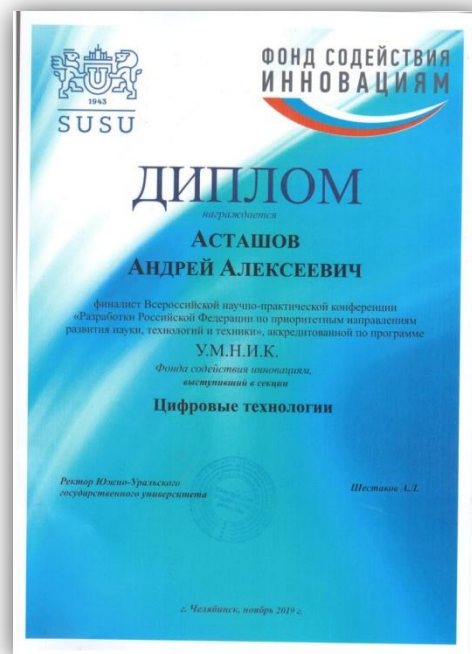 1943
SUSU
ФОНД СОДЕЙСТВИЯ
ИННОВАЦИЯМ
ДИПЛОМ
награждается
АСТАШОВ
АНДРЕЙ АЛЕКСЕЕВИЧ
финалист Всероссийской научно-практической конференции
«Разработки Российской Федерации по приоритетным направлениям
развития науки, технологий и техники», аккредитованной по программе
У.М.Н.И.К.
Фонда содействия инновациям,
выступивший в секции
Цифровые технологии
Ректор Южно-Уральского
государственного университета
Шестаков А.Л.
г. Челябинск, ноябрь 2019 г.